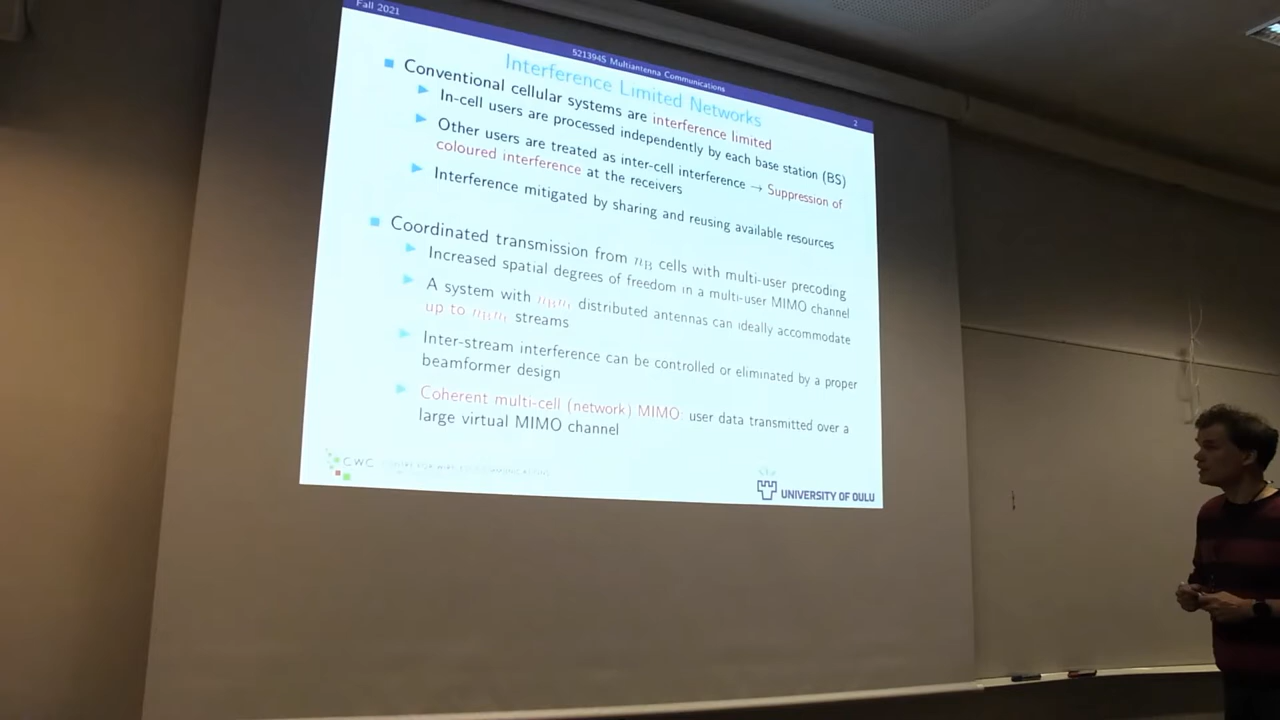 Fall 2021
521394S Multiantenna Communications
2
Interference Limited Networks
Conventional cellular systems are interference limited
In-cell users are processed independently by each base station (BS)
Other users are treated as inter-cell interference → Suppression of
coloured interference at the receivers
Interference mitigated by sharing and reusing available resources
Coordinated transmission from n_B cells with multi-user precoding
Increased spatial degrees of freedom in a multi-user MIMO channel
A system with n_B n_t distributed antennas can ideally accommodate
up to n_B n_t streams
Inter-stream interference can be controlled or eliminated by a proper
beamformer design
Coherent multi-cell (network) MIMO: user data transmitted over a
large virtual MIMO channel
CWC
UNIVERSITY OF OULU